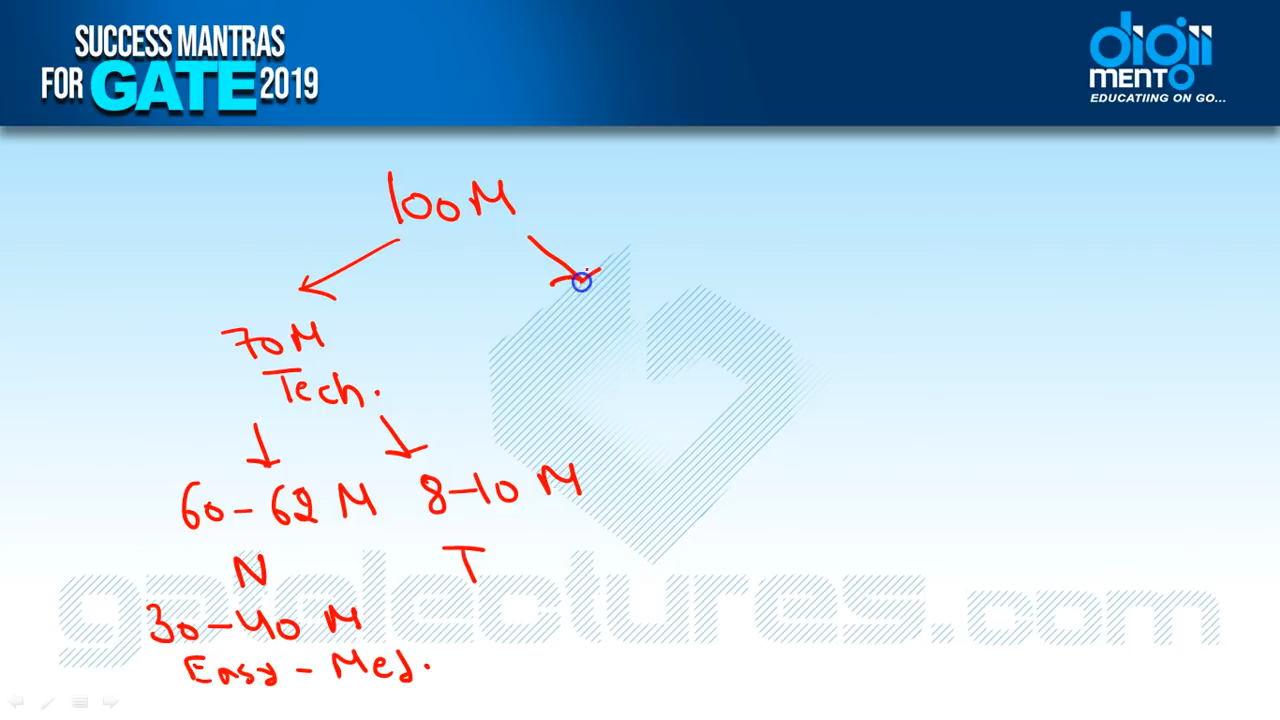 SUCCESS MANTRAS
FOR GATE 2019
digii
MENTO
EDUCATIING ON GO...
100M
70M
Tech.
60-62 M 8-10 M
N T
30-40 M
Easy - Med.
gatelectures.com